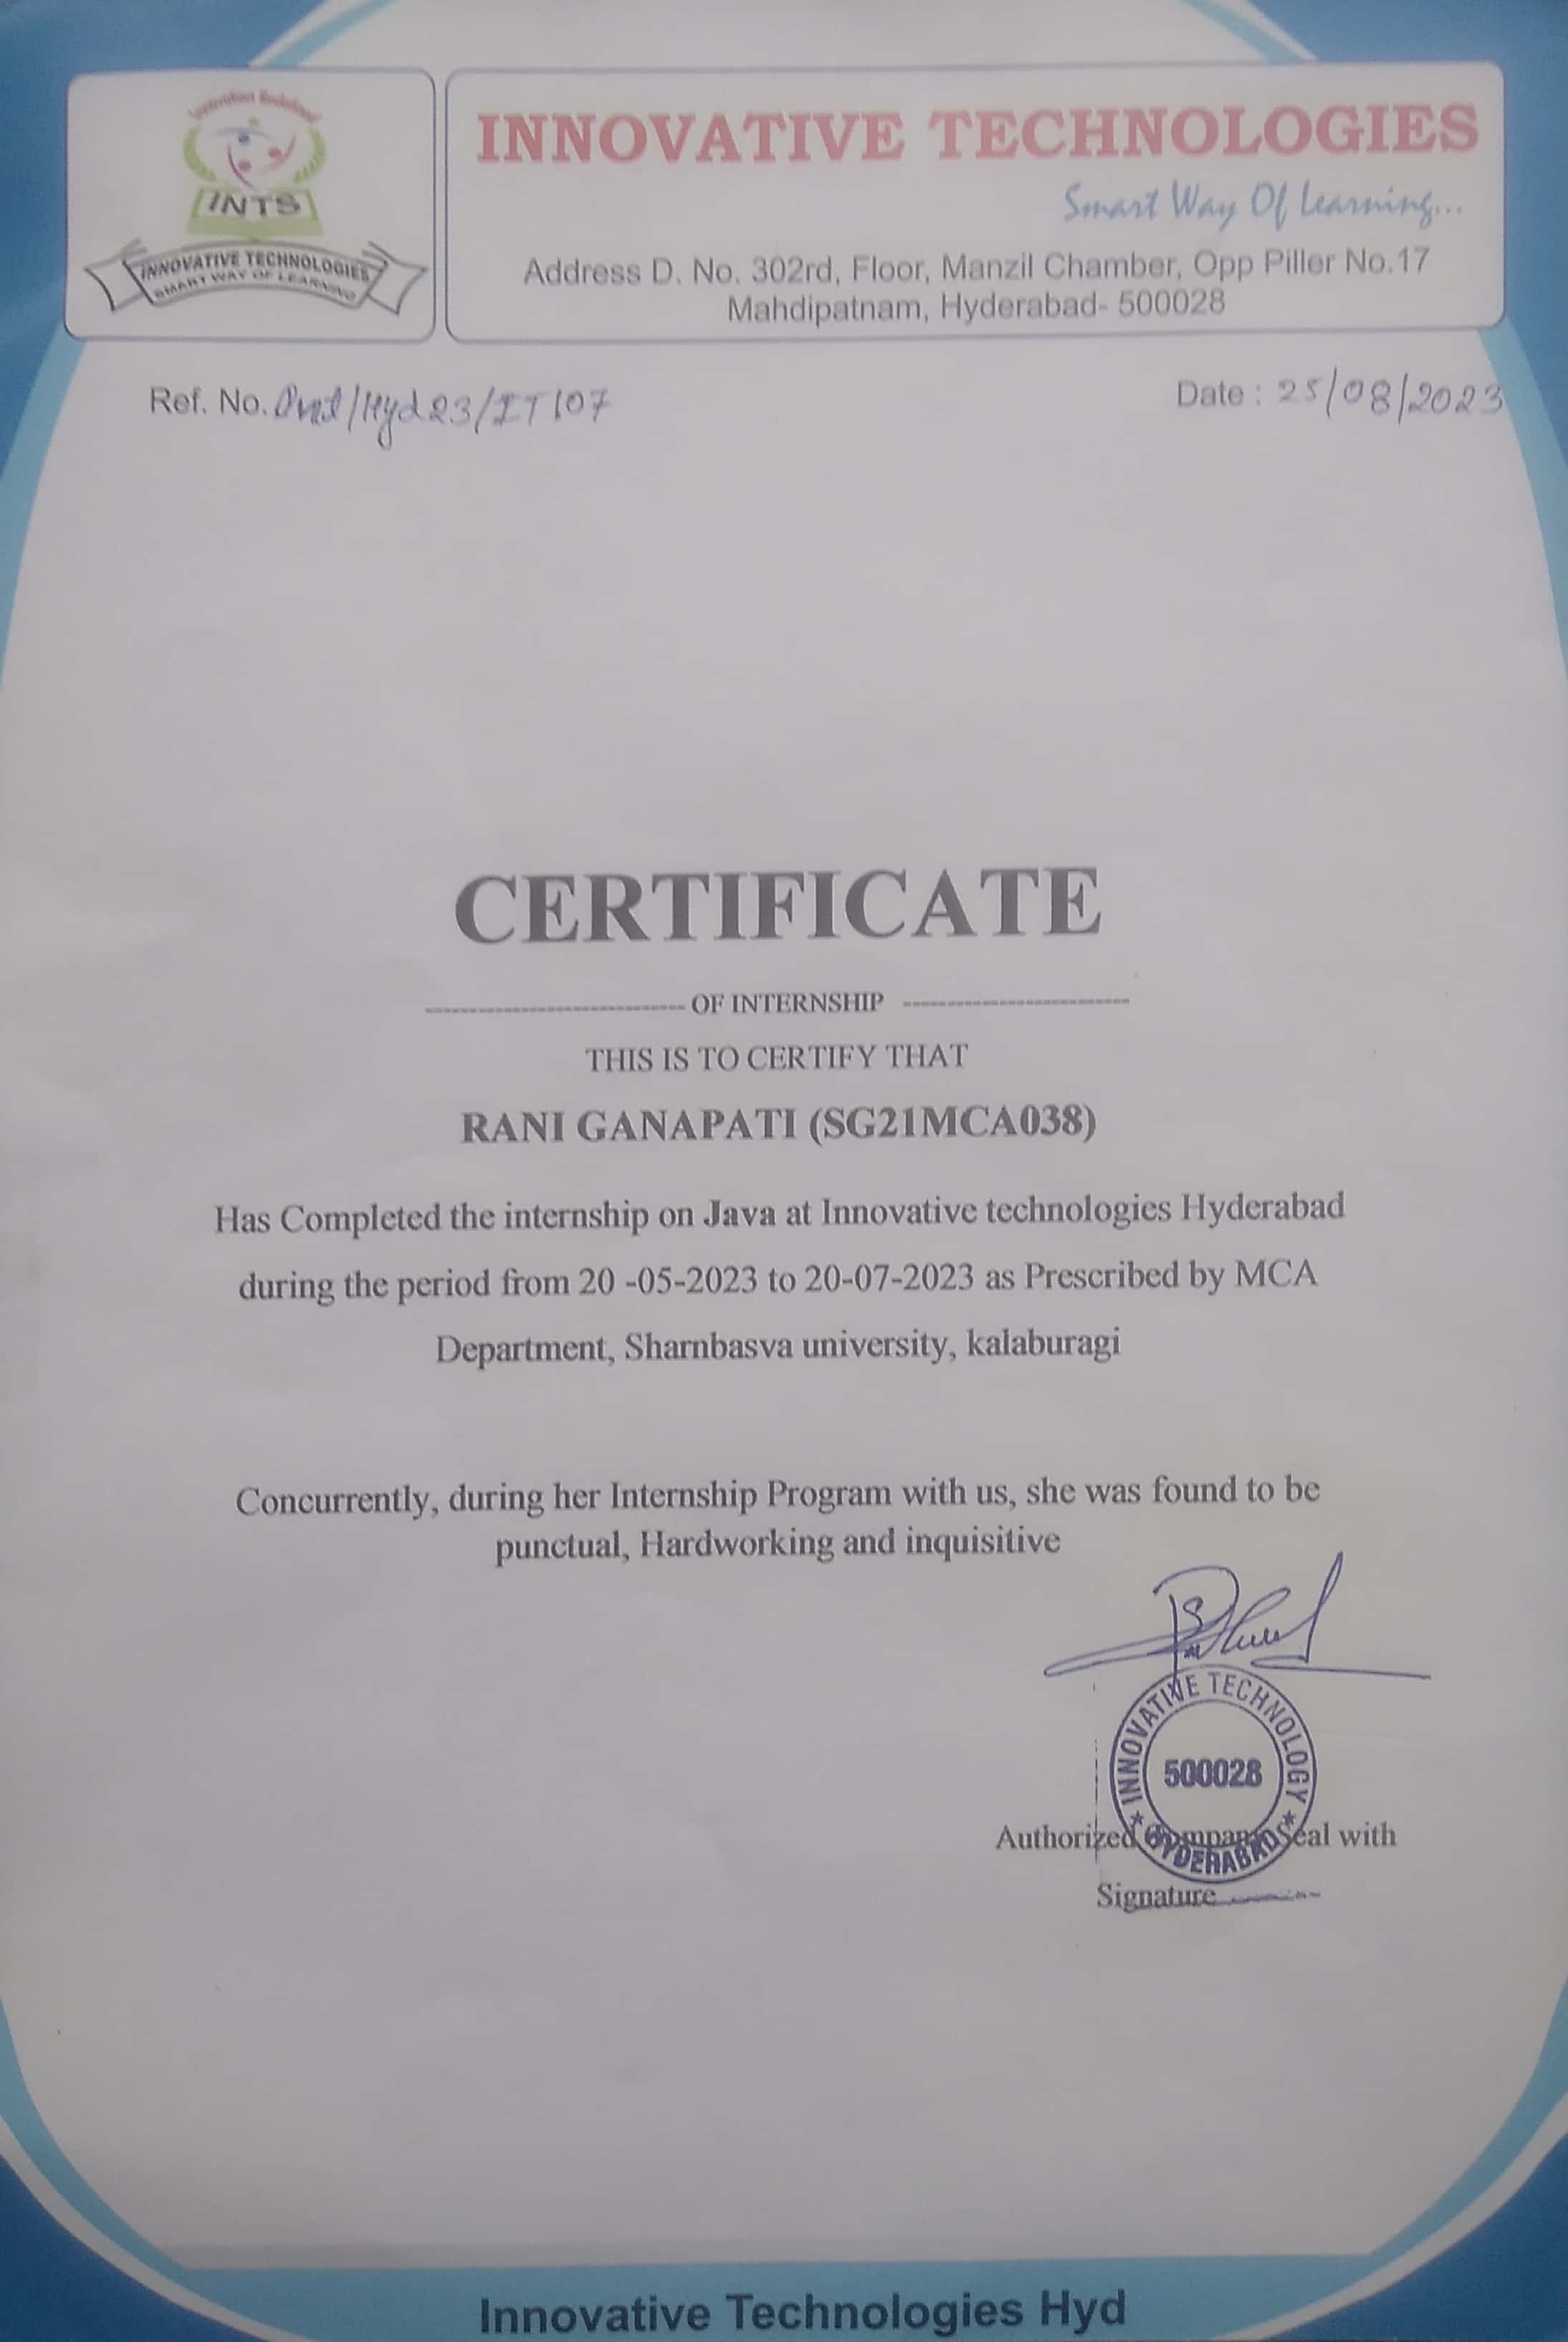 INTS
INNOVATIVE TECHNOLOGIES
SMART WAY OF LEARNING
INNOVATIVE TECHNOLOGIES
Smart Way Of Learning...
Address D. No. 302rd, Floor, Manzil Chamber, Opp Piller No.17
Mahdipatnam, Hyderabad- 500028
Ref. No.
Date : 25/08/2023
CERTIFICATE
---------------------------- OF INTERNSHIP -------------------------
THIS IS TO CERTIFY THAT
RANI GANAPATI (SG21MCA038)
Has Completed the internship on Java at Innovative technologies Hyderabad
during the period from 20 -05-2023 to 20-07-2023 as Prescribed by MCA
Department, Sharnbasva university, kalaburagi
Concurrently, during her Internship Program with us, she was found to be
punctual, Hardworking and inquisitive
INNOVATIVE TECHNOLOGY
500028
HYDERABAD
Authorized Company Seal with
Signature
Innovative Technologies Hyd